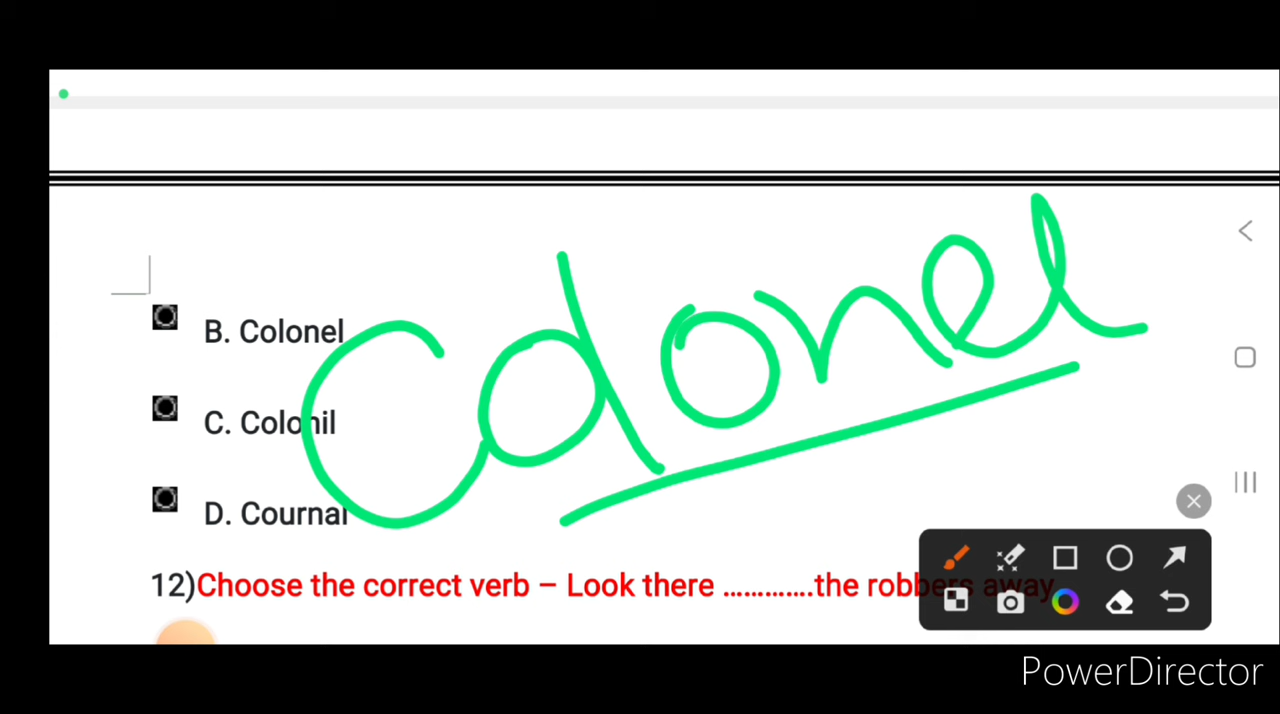 B. Colonel
C. Colonil
D. Cournal
Colonel
12)Choose the correct verb – Look there .............the robbers away
PowerDirector